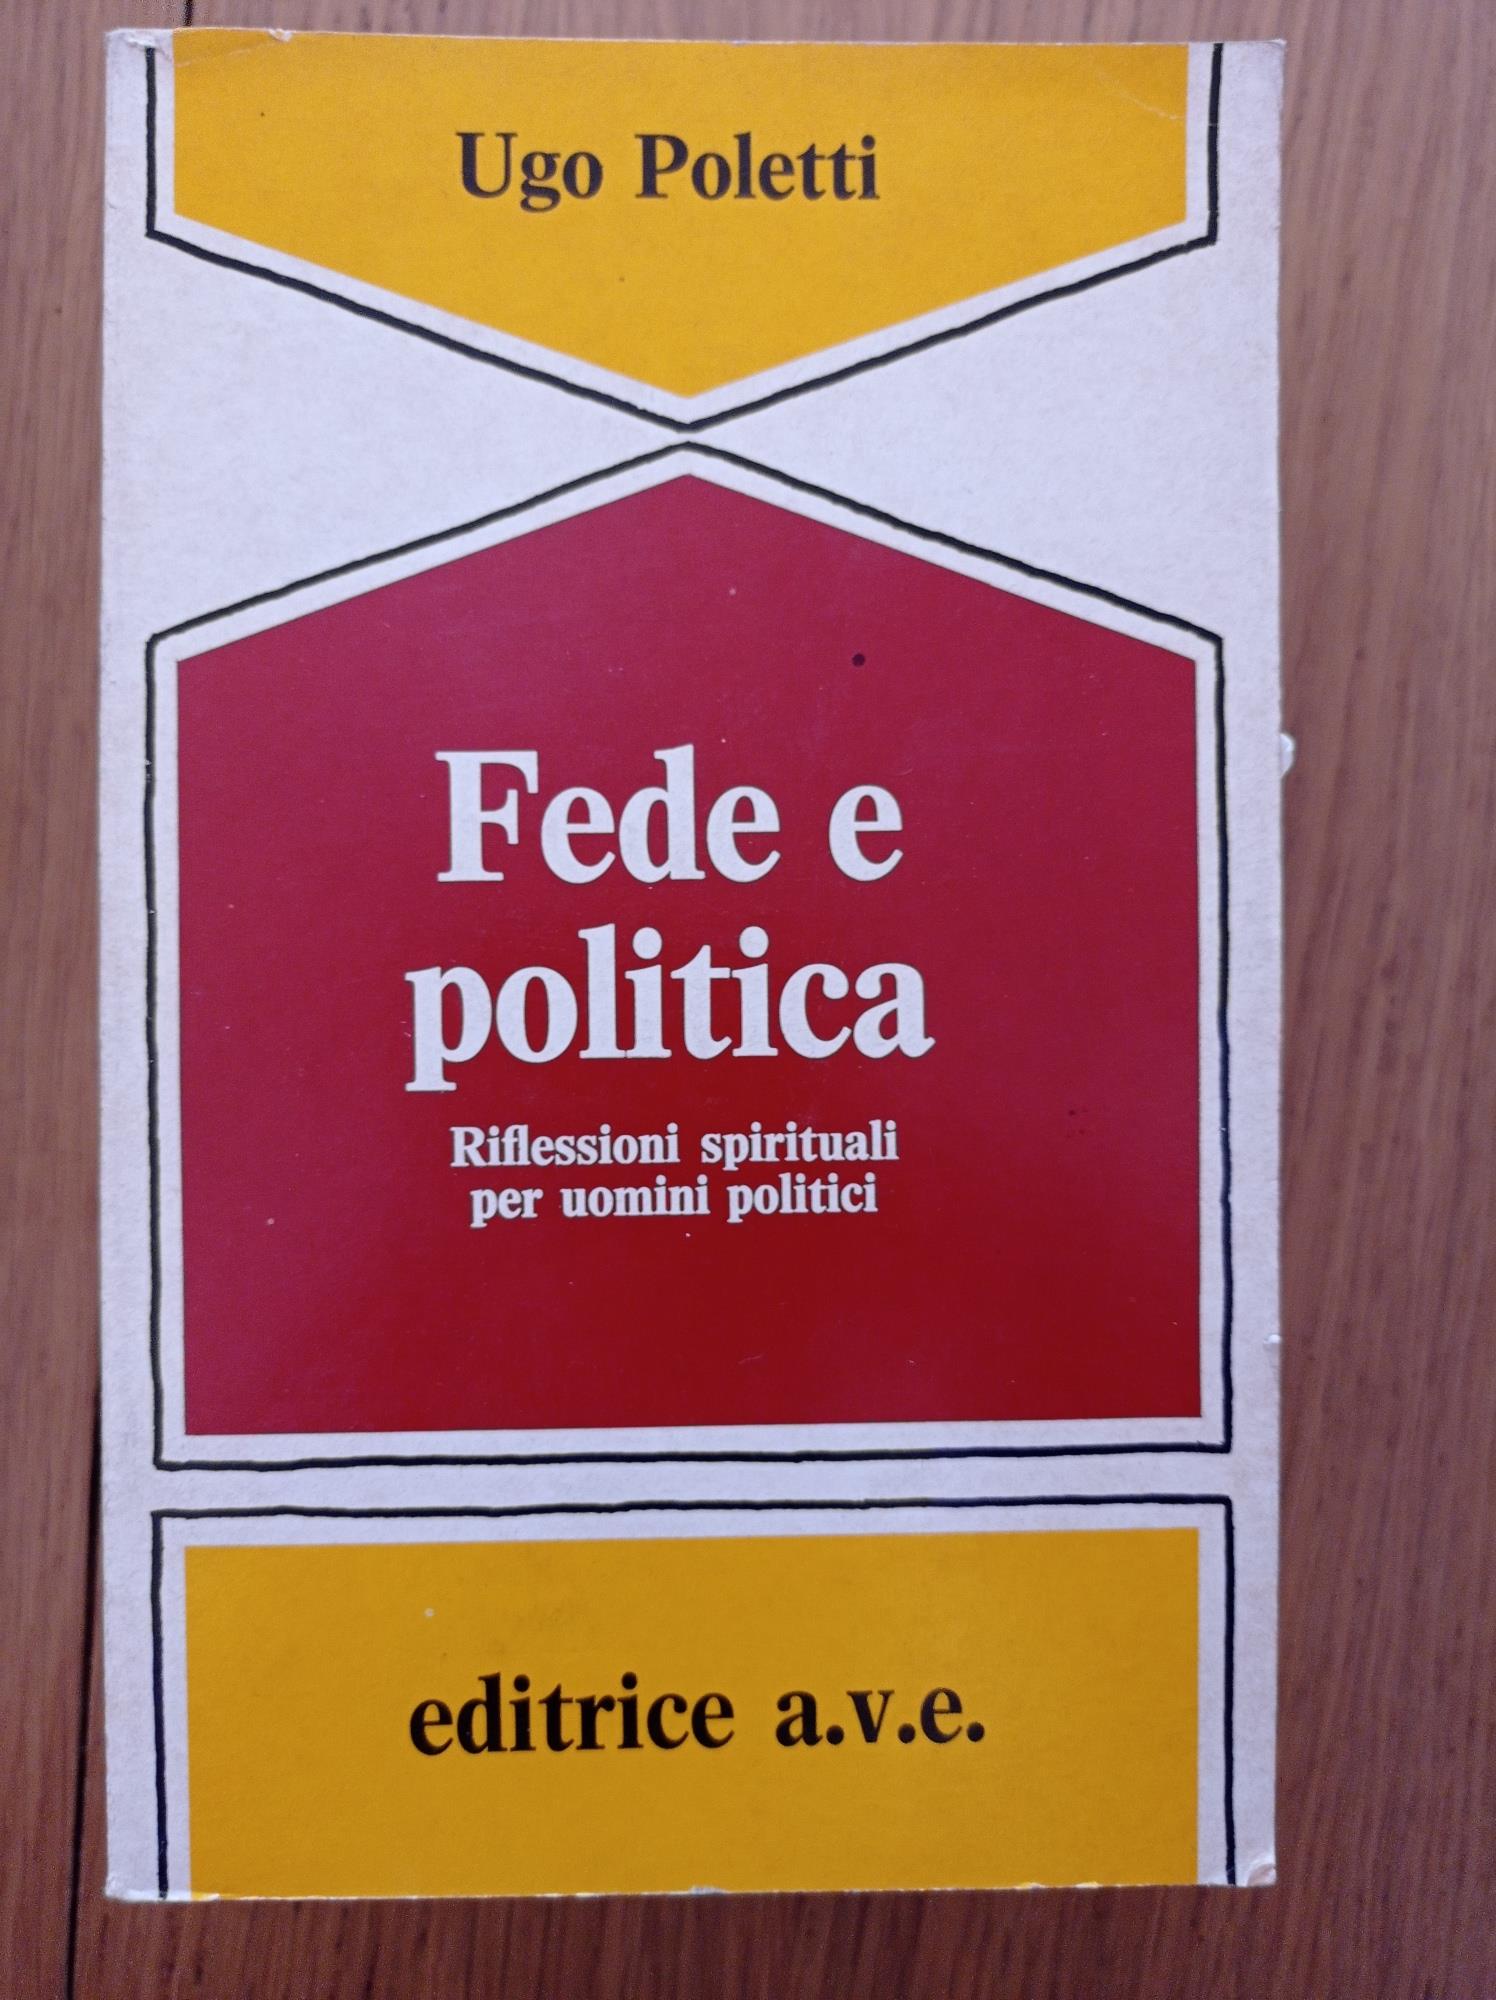 Ugo Poletti
Fede e
politica
Riflessioni spirituali
per uomini politici
editrice a.v.e.